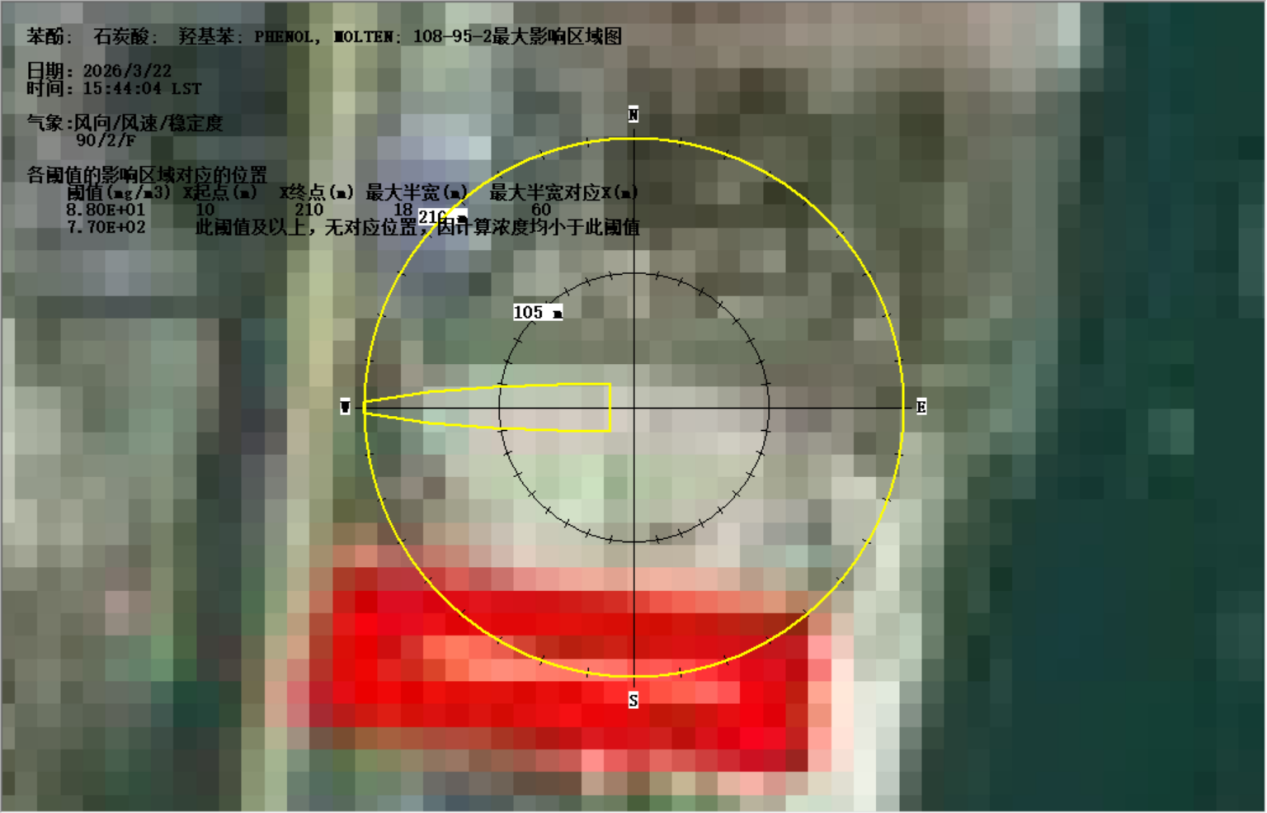 苯酚; 石炭酸; 羟基苯; PHENOL, MOLTEN; 108-95-2最大影响区域图
日期: 2026/3/22
时间: 15:44:04 LST
气象:风向/风速/稳定度
90/2/F
各阈值的影响区域对应的位置
阈值(mg/m3) X起点(m) X终点(m) 最大半宽(m) 最大半宽对应X(m)
8.80E+01 10 210 18 60
7.70E+02 此阈值及以上，无对应位置，因计算浓度均小于此阈值
N
210 m
105 m
W
E
S